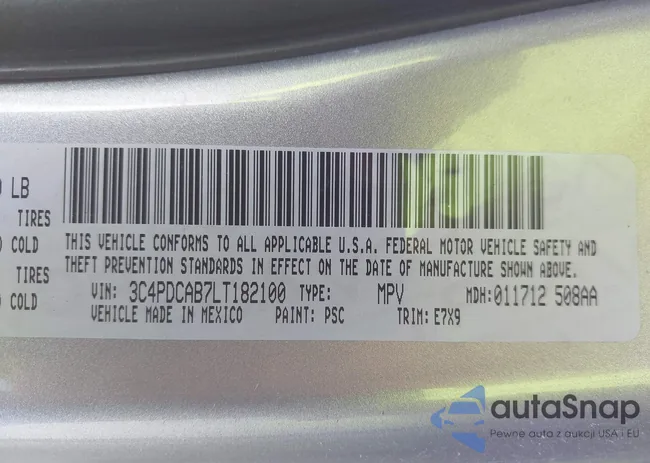 LB
TIRES
COLD
TIRES
COLD
THIS VEHICLE CONFORMS TO ALL APPLICABLE U.S.A. FEDERAL MOTOR VEHICLE SAFETY AND
THEFT PREVENTION STANDARDS IN EFFECT ON THE DATE OF MANUFACTURE SHOWN ABOVE.
VIN: 3C4PDCAB7LT182100 TYPE: MPV MDH: 011712 508AA
VEHICLE MADE IN MEXICO PAINT: PSC TRIM: E7X9
autaSnap
Pewne auta z aukcji USA i EU